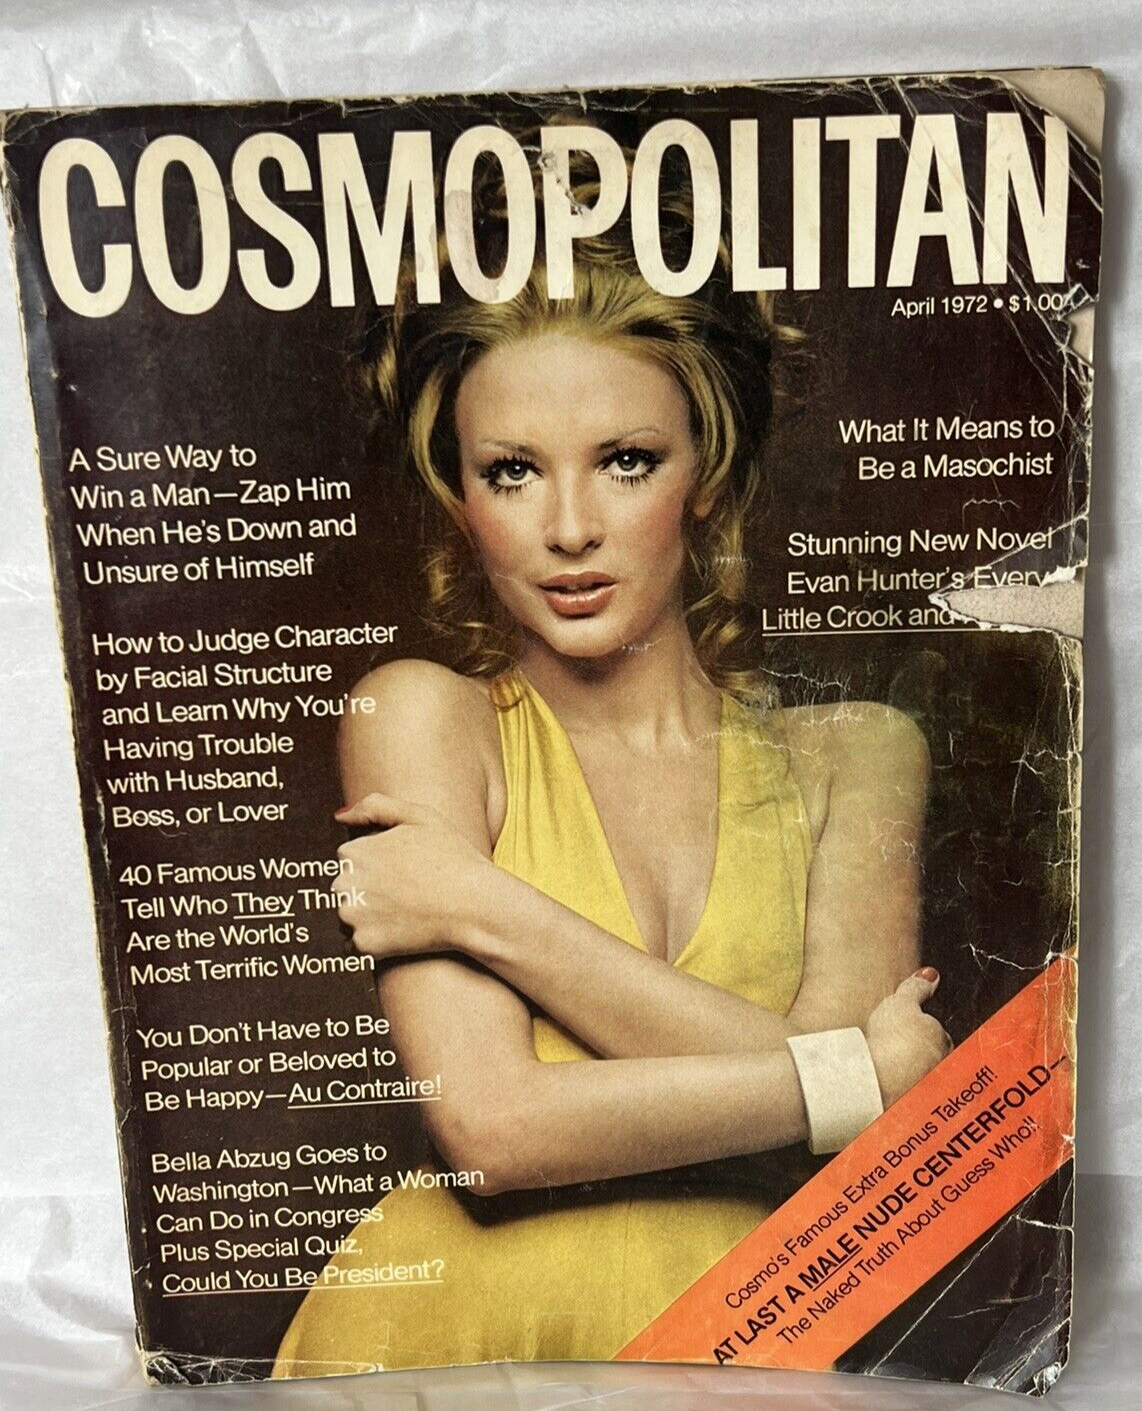 COSMOPOLITAN
April 1972 • $1.00
A Sure Way to
Win a Man—Zap Him
When He's Down and
Unsure of Himself
How to Judge Character
by Facial Structure
and Learn Why You're
Having Trouble
with Husband,
Boss, or Lover
40 Famous Women
Tell Who They Think
Are the World's
Most Terrific Women
You Don't Have to Be
Popular or Beloved to
Be Happy—Au Contraire!
Bella Abzug Goes to
Washington—What a Woman
Can Do in Congress
Plus Special Quiz,
Could You Be President?
What It Means to
Be a Masochist
Stunning New Novel
Evan Hunter's Every
Little Crook and
Cosmo's Famous Extra Bonus Takeoff!
AT LAST A MALE NUDE CENTERFOLD—
The Naked Truth About Guess Who!!